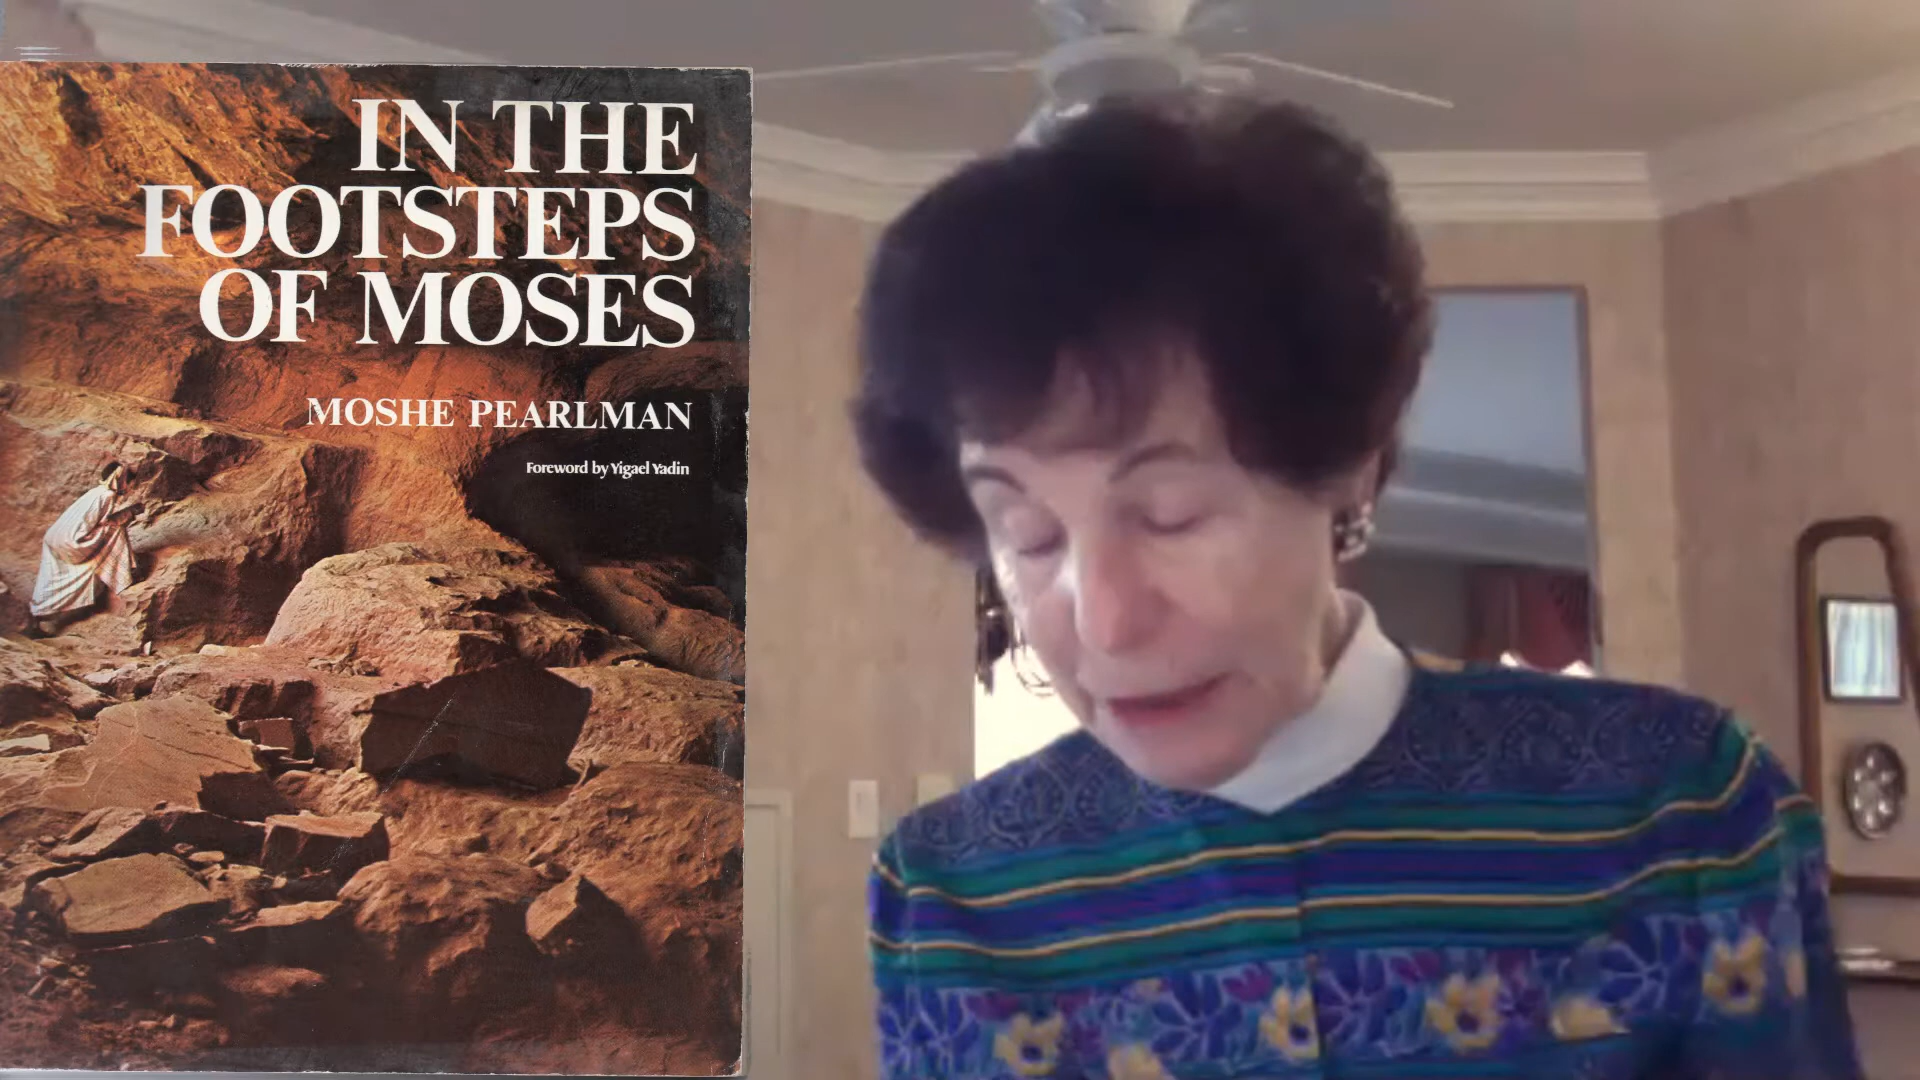 IN THE
FOOTSTEPS
OF MOSES
MOSHE PEARLMAN
Foreword by Yigael Yadin